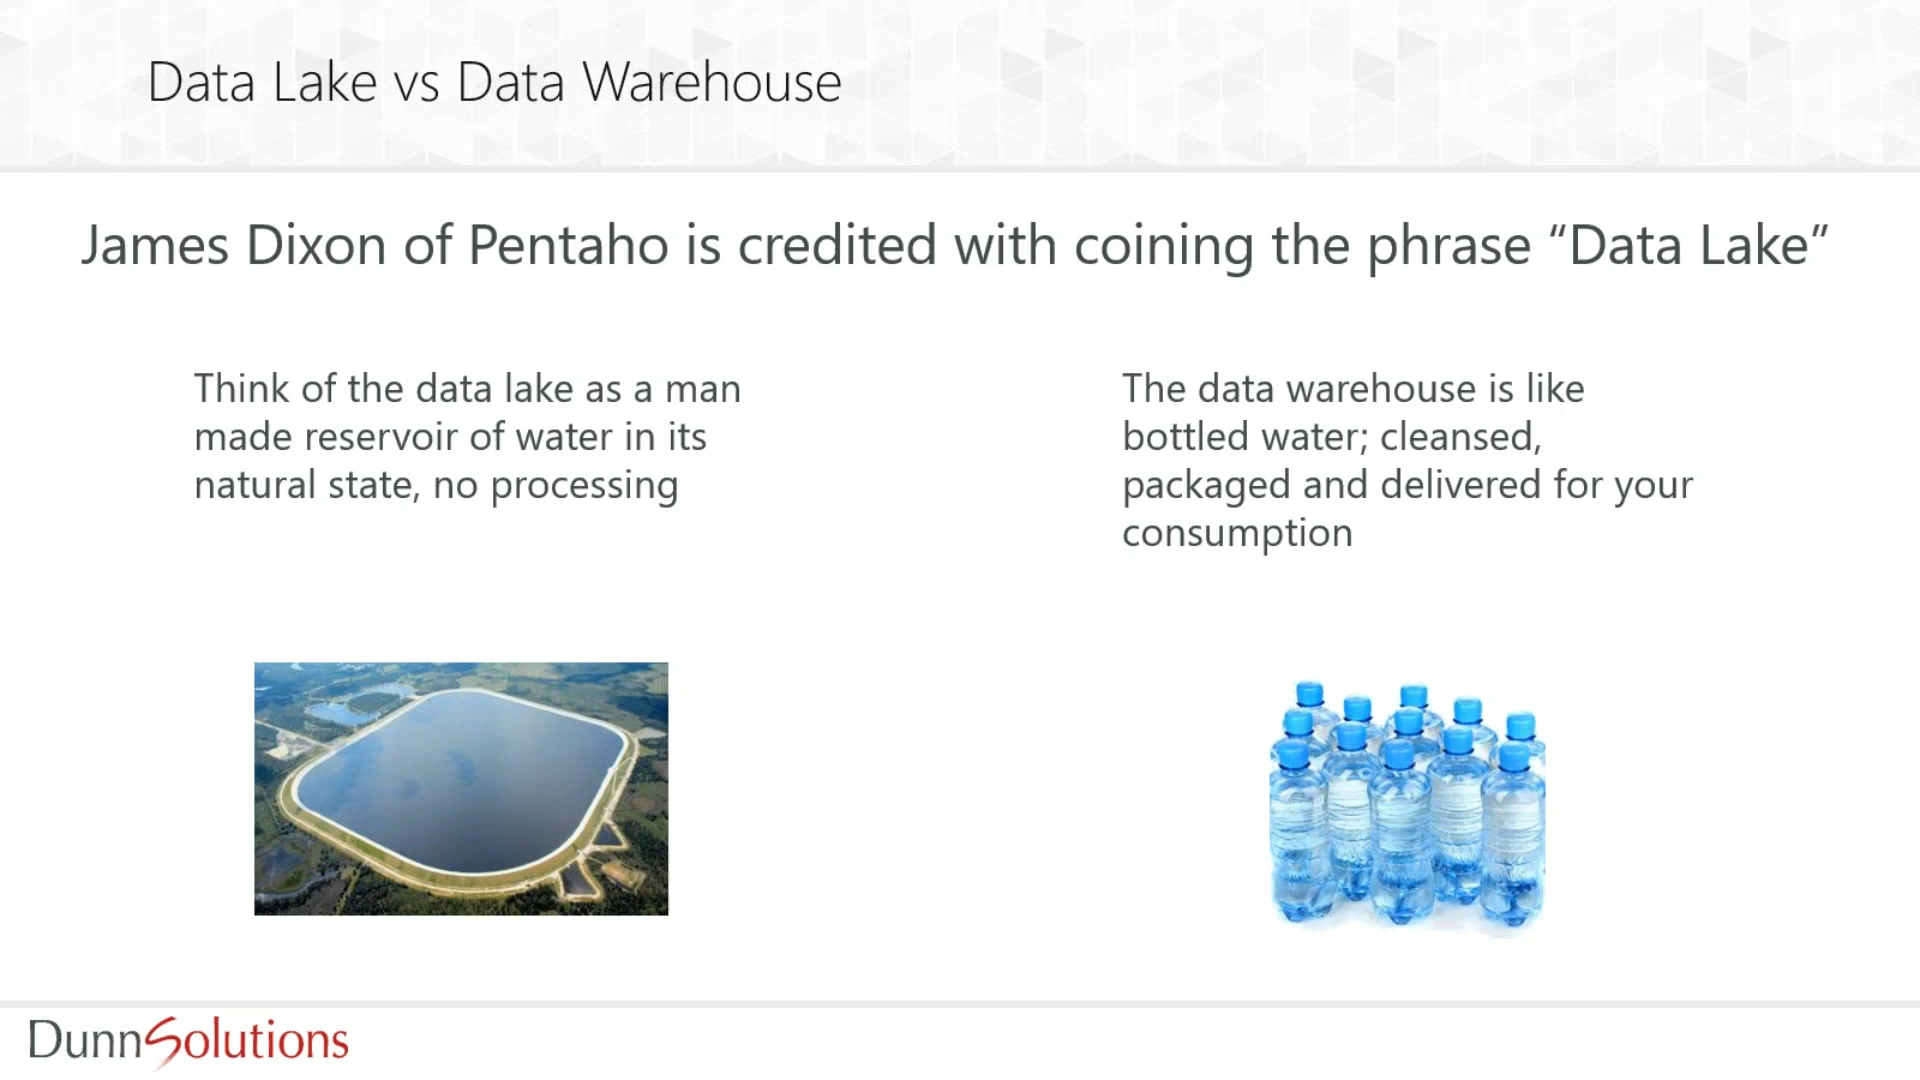 Data Lake vs Data Warehouse
James Dixon of Pentaho is credited with coining the phrase “Data Lake”
Think of the data lake as a man
made reservoir of water in its
natural state, no processing
The data warehouse is like
bottled water; cleansed,
packaged and delivered for your
consumption
DunnSolutions